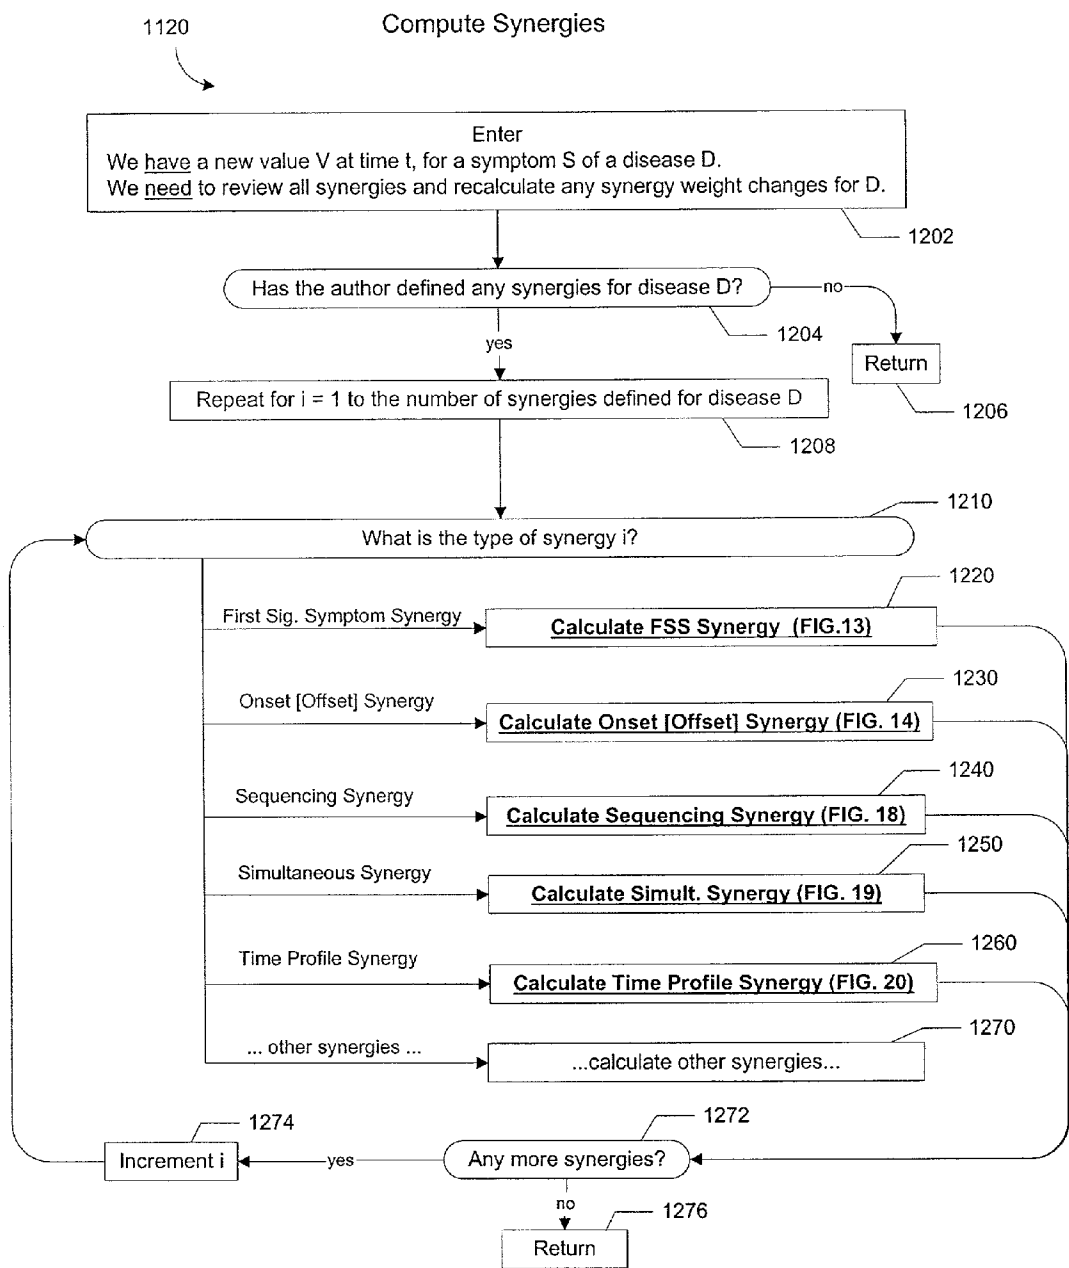 Compute Synergies
1120
Enter
We have a new value V at time t, for a symptom S of a disease D.
We need to review all synergies and recalculate any synergy weight changes for D.
1202
Has the author defined any synergies for disease D?
no
1204
yes
Return
Repeat for i = 1 to the number of synergies defined for disease D
1206
1208
1210
What is the type of synergy i?
1220
First Sig. Symptom Synergy
Calculate FSS Synergy (FIG.13)
1230
Onset [Offset] Synergy
Calculate Onset [Offset] Synergy (FIG. 14)
1240
Sequencing Synergy
Calculate Sequencing Synergy (FIG. 18)
1250
Simultaneous Synergy
Calculate Simult. Synergy (FIG. 19)
1260
Time Profile Synergy
Calculate Time Profile Synergy (FIG. 20)
1270
... other synergies ...
...calculate other synergies...
1274
1272
Increment i
yes
Any more synergies?
no
1276
Return